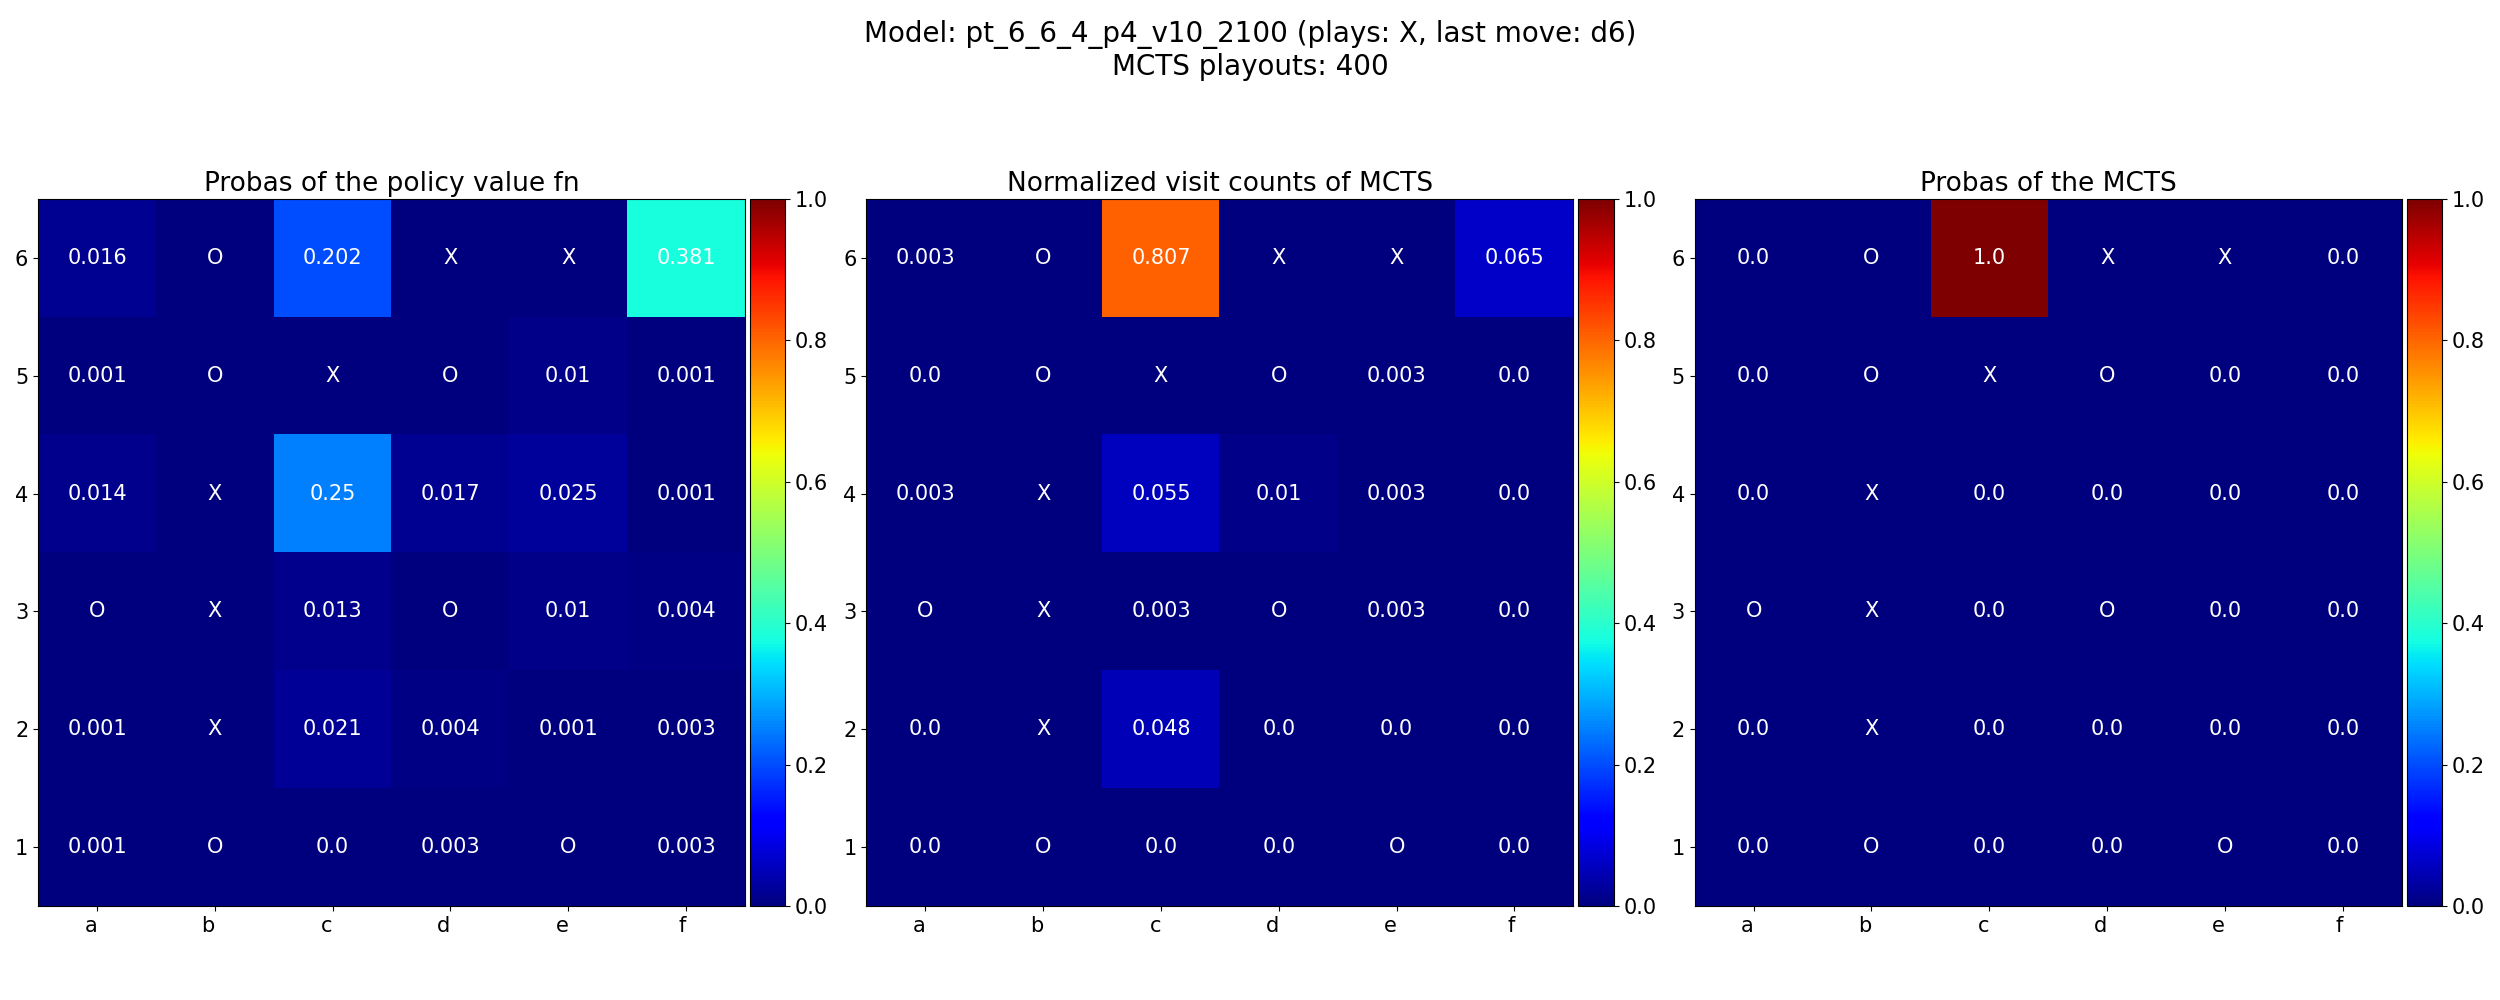 Model: pt_6_6_4_p4_v10_2100 (plays: X, last move: d6)
MCTS playouts: 400
Probas of the policy value fn
6 0.016 O 0.202 X X 0.381
5 0.001 O X O 0.01 0.001
4 0.014 X 0.25 0.017 0.025 0.001
3 O X 0.013 O 0.01 0.004
2 0.001 X 0.021 0.004 0.001 0.003
1 0.001 O 0.0 0.003 O 0.003
a b c d e f
1.0
0.8
0.6
0.4
0.2
0.0
Normalized visit counts of MCTS
6 0.003 O 0.807 X X 0.065
5 0.0 O X O 0.003 0.0
4 0.003 X 0.055 0.01 0.003 0.0
3 O X 0.003 O 0.003 0.0
2 0.0 X 0.048 0.0 0.0 0.0
1 0.0 O 0.0 0.0 O 0.0
a b c d e f
1.0
0.8
0.6
0.4
0.2
0.0
Probas of the MCTS
6 0.0 O 1.0 X X 0.0
5 0.0 O X O 0.0 0.0
4 0.0 X 0.0 0.0 0.0 0.0
3 O X 0.0 O 0.0 0.0
2 0.0 X 0.0 0.0 0.0 0.0
1 0.0 O 0.0 0.0 O 0.0
a b c d e f
1.0
0.8
0.6
0.4
0.2
0.0